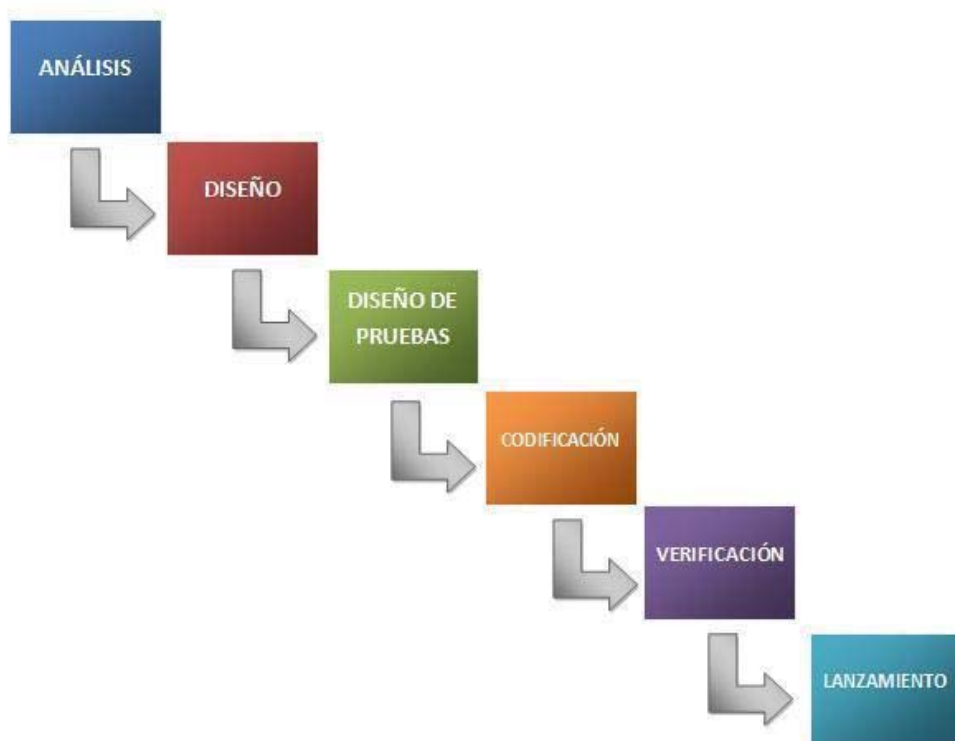 ANÁLISIS
DISEÑO
DISEÑO DE
PRUEBAS
CODIFICACIÓN
VERIFICACIÓN
LANZAMIENTO